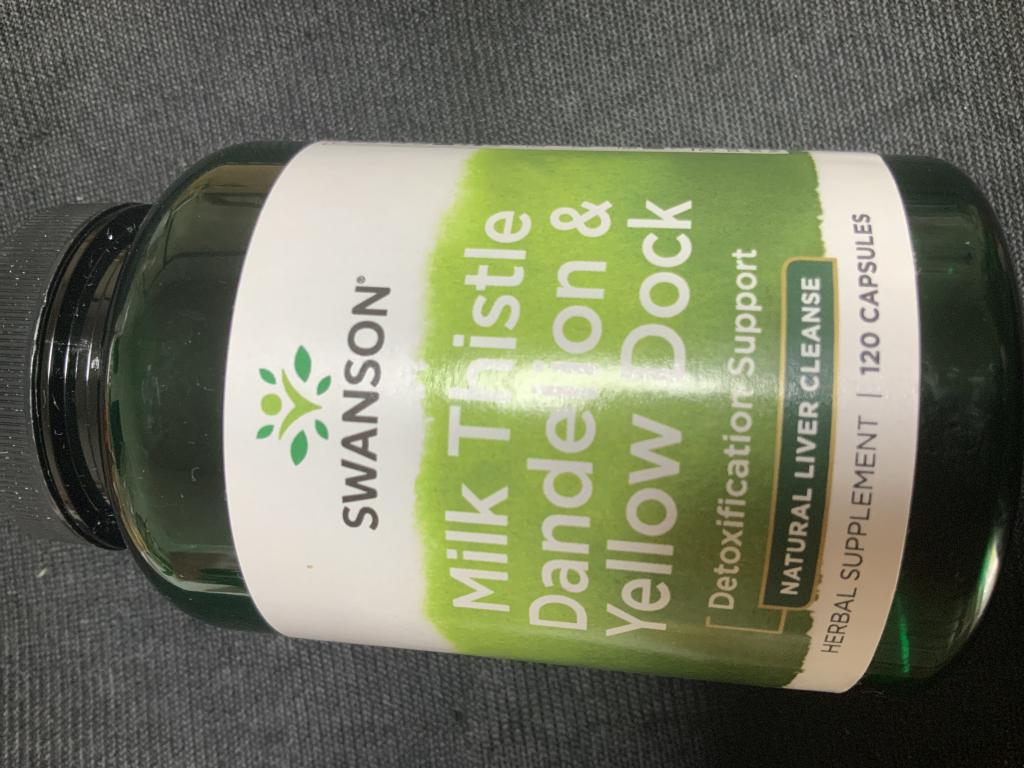 SWANSON®
Milk Thistle
Dandelion &
Yellow Dock
Detoxification Support
NATURAL LIVER CLEANSE
HERBAL SUPPLEMENT | 120 CAPSULES